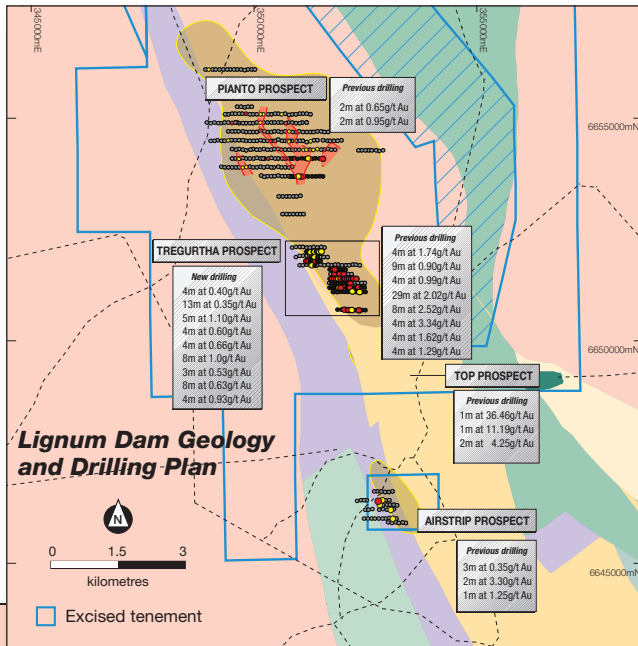 345000mE
350000mE
355000mE
PIANTO PROSPECT
Previous drilling
2m at 0.65g/t Au
2m at 0.95g/t Au
6655000mN
TREGURTHA PROSPECT
New drilling
4m at 0.40g/t Au
13m at 0.35g/t Au
5m at 1.10g/t Au
4m at 0.60g/t Au
4m at 0.66g/t Au
8m at 1.0g/t Au
3m at 0.53g/t Au
8m at 0.63g/t Au
4m at 0.93g/t Au
Previous drilling
4m at 1.74g/t Au
9m at 0.90g/t Au
4m at 0.99g/t Au
29m at 2.02g/t Au
8m at 2.52g/t Au
4m at 3.34g/t Au
4m at 1.62g/t Au
4m at 1.29g/t Au
6650000mN
TOP PROSPECT
Previous drilling
1m at 36.46g/t Au
1m at 11.19g/t Au
2m at 4.25g/t Au
Lignum Dam Geology
and Drilling Plan
N
0 1.5 3
kilometres
AIRSTRIP PROSPECT
Previous drilling
3m at 0.35g/t Au
2m at 3.30g/t Au
1m at 1.25g/t Au
6645000mN
Excised tenement